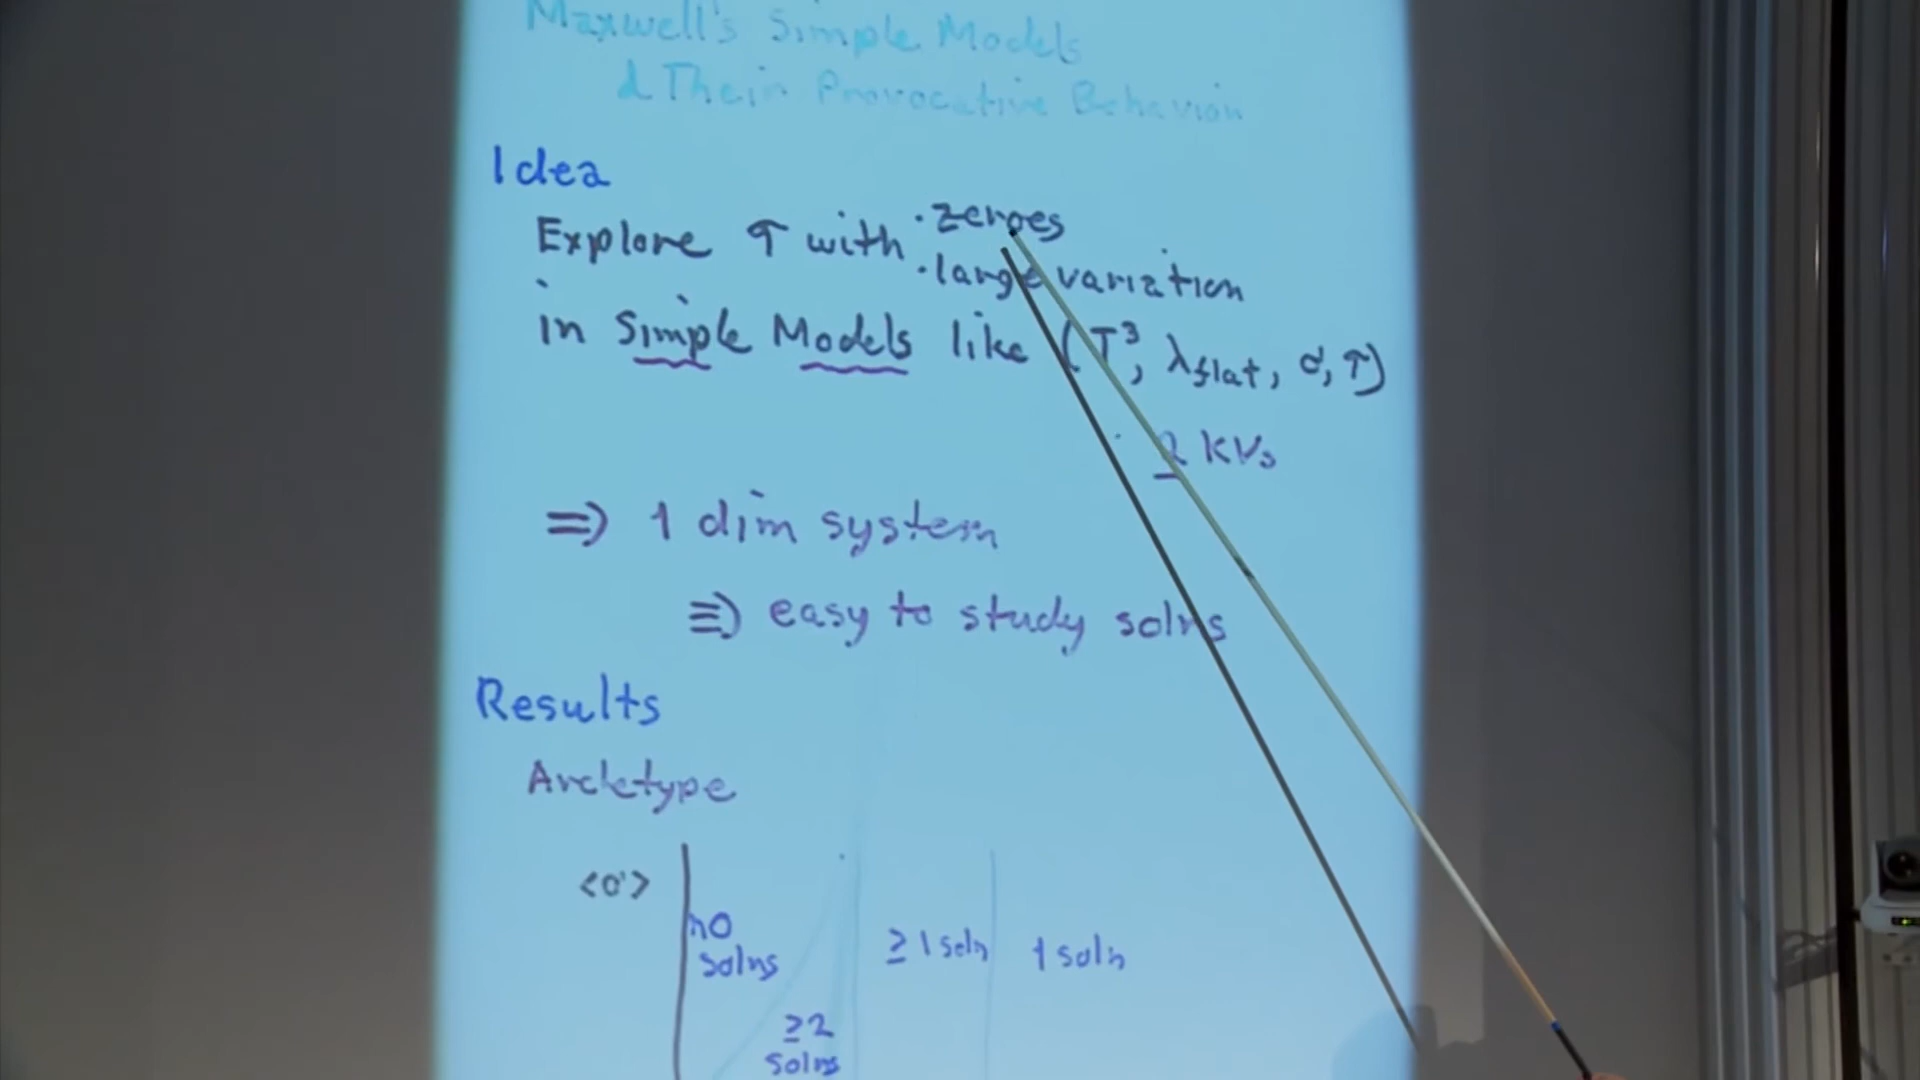 Maxwell's Simple Models
& Their Provocative Behavior
Idea
Explore τ with · zeroes
· large variation
in Simple Models like (T³, λflat, σ, τ)
2 KVs
⇒ 1 dim system
⇒ easy to study solns
Results
Archetype
<σ>
no solns
≥ 1 soln
1 soln
≥2 solns